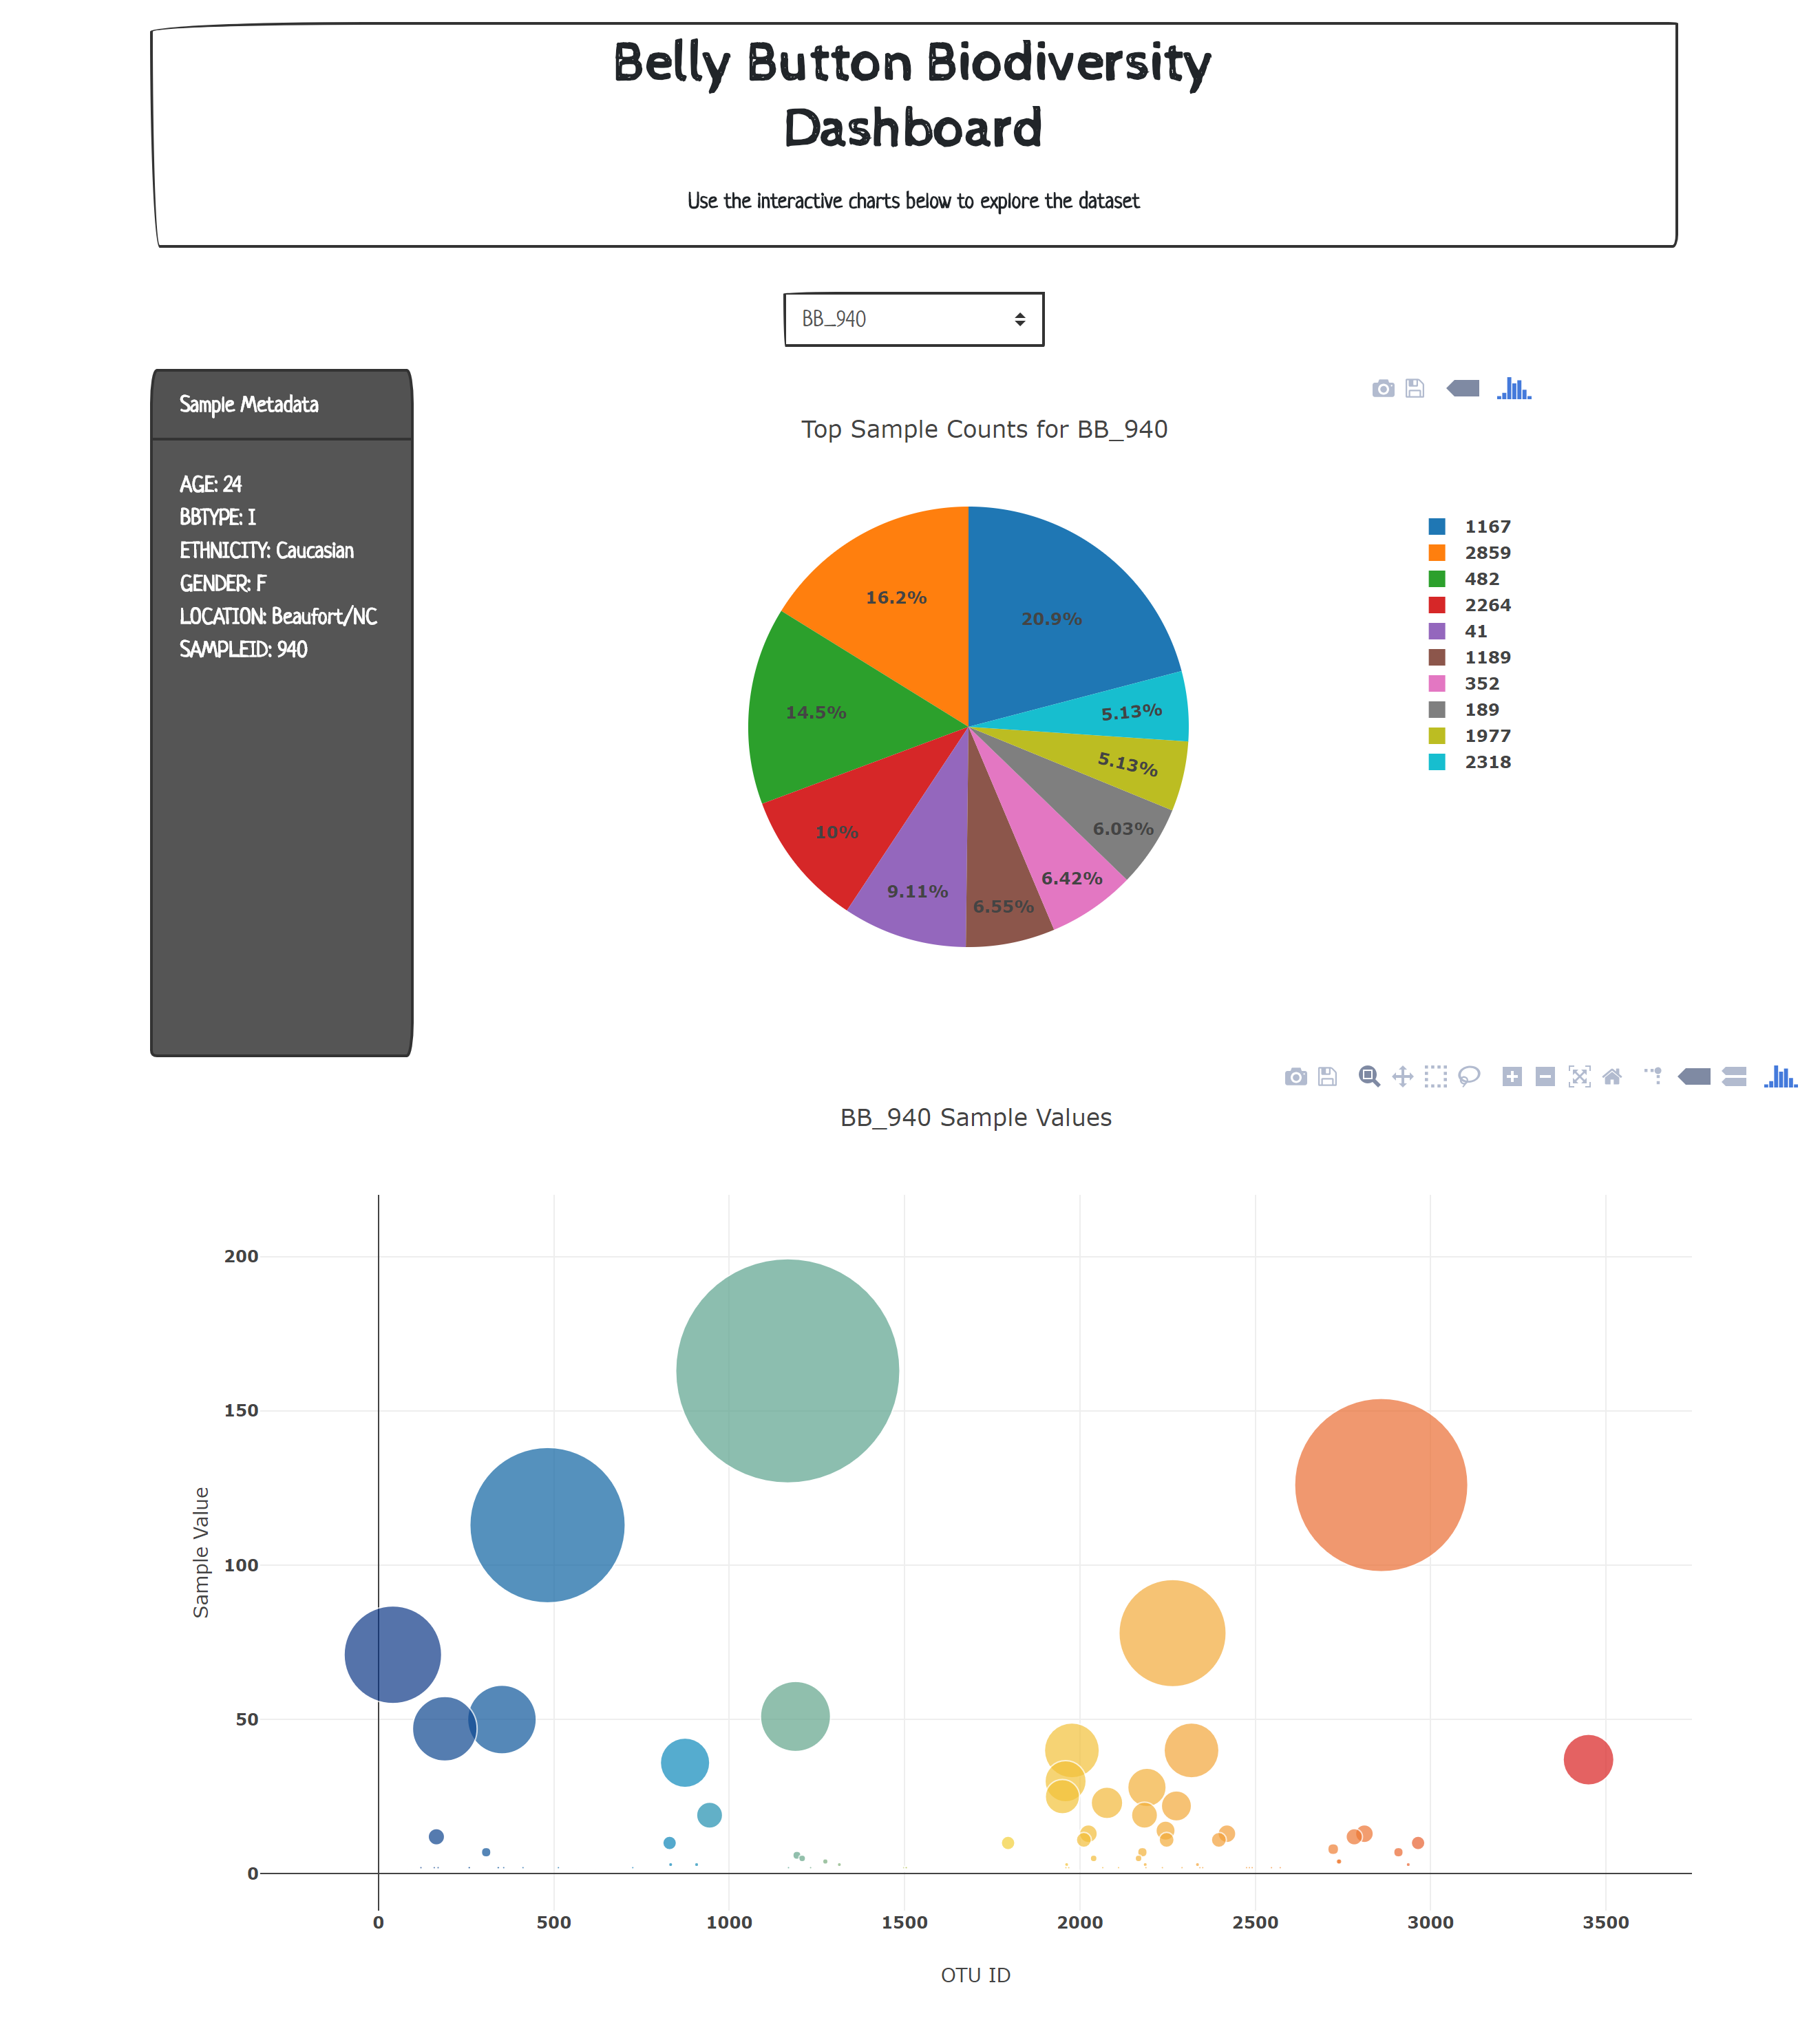 Belly Button Biodiversity
Dashboard
Use the interactive charts below to explore the dataset
BB_940
Sample Metadata
AGE: 24
BBTYPE: I
ETHNICITY: Caucasian
GENDER: F
LOCATION: Beaufort/NC
SAMPLEID: 940
Top Sample Counts for BB_940
16.2%
20.9%
14.5%
5.13%
5.13%
10%
6.03%
9.11%
6.55%
6.42%
1167
2859
482
2264
41
1189
352
189
1977
2318
BB_940 Sample Values
Sample Value
200
150
100
50
0
0
500
1000
1500
2000
2500
3000
3500
OTU ID